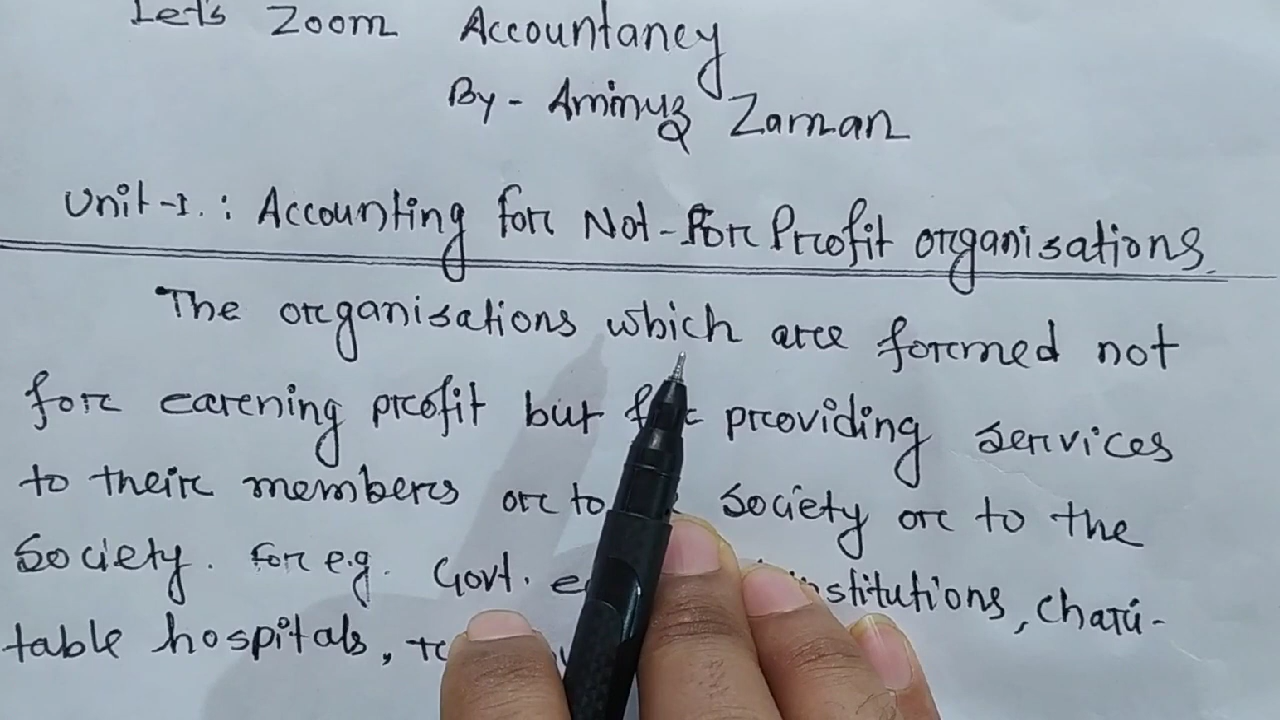 Let's Zoom Accountancy
By - Aminuz Zaman
Unit-I. : Accounting for Not-For Profit organisations
The organisations which are formed not
for earning profit but for providing services
to their members or to society or to the
society. For e.g. Govt. institutions, chari-
table hospitals,